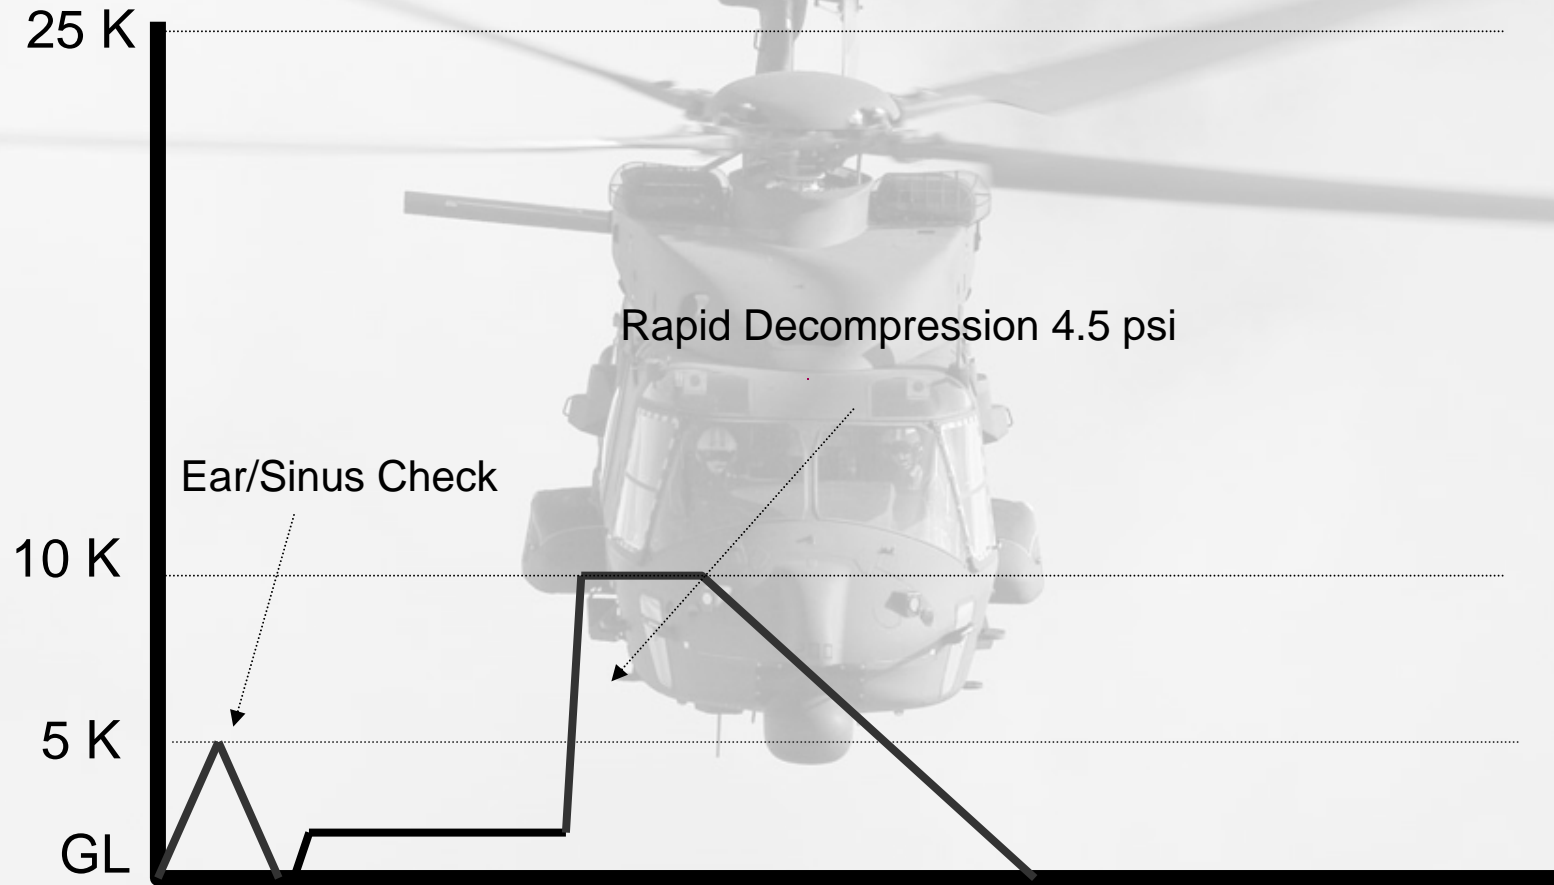 25 K
Rapid Decompression 4.5 psi
Ear/Sinus Check
10 K
5 K
GL